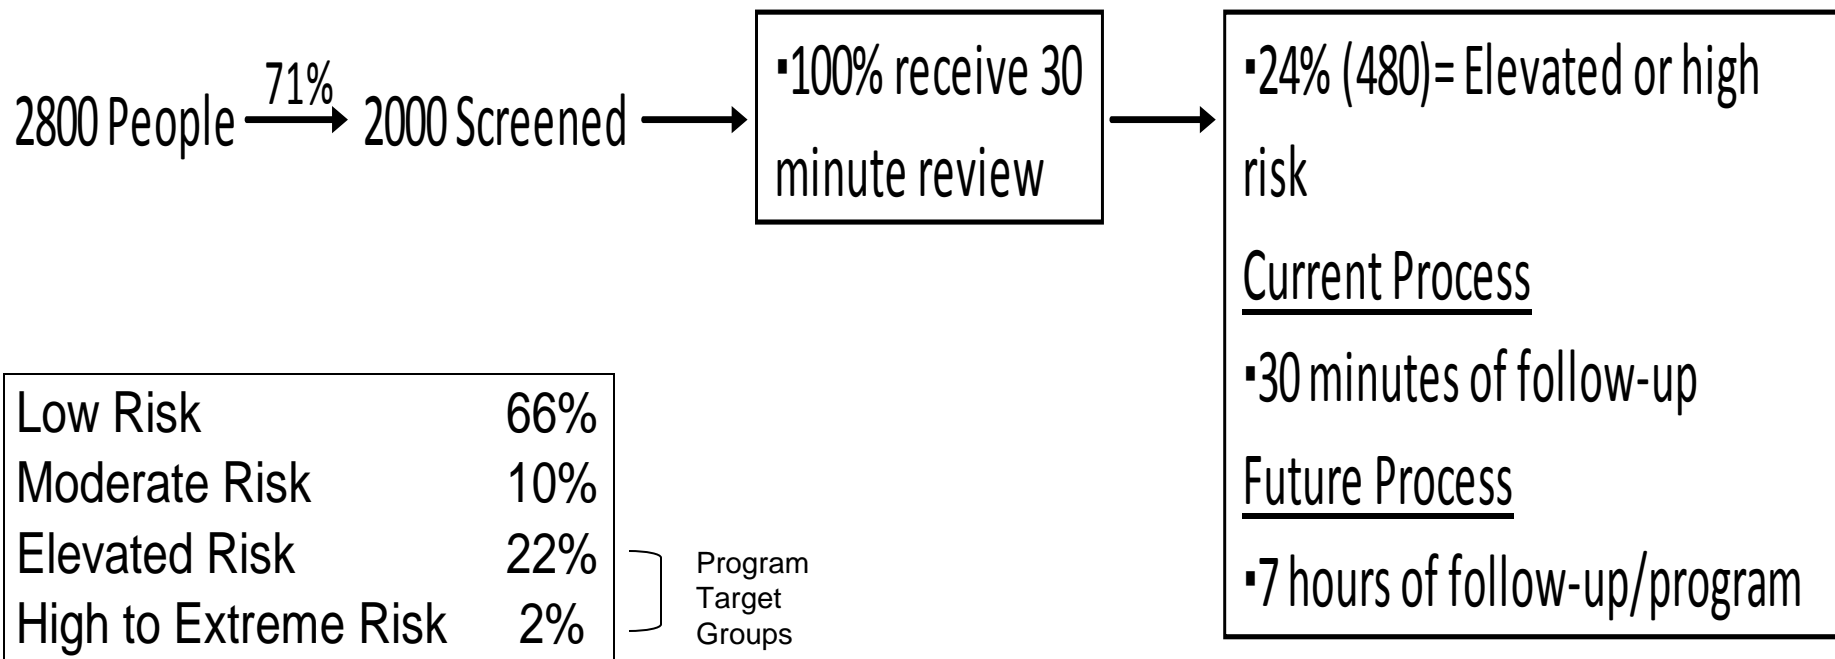 2800 People
71%
2000 Screened
▪100% receive 30
minute review
▪24% (480)= Elevated or high
risk
Current Process
▪30 minutes of follow-up
Future Process
▪7 hours of follow-up/program
Low Risk 66%
Moderate Risk 10%
Elevated Risk 22%
High to Extreme Risk 2%
Program
Target
Groups